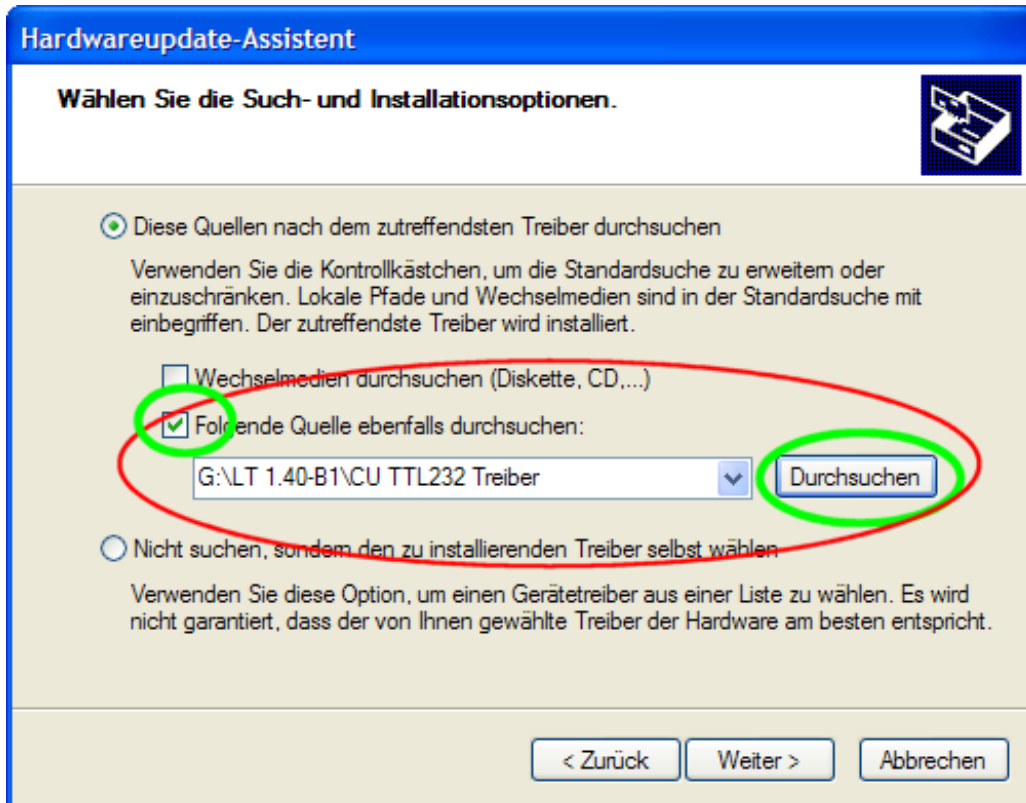 Hardwareupdate-Assistent
Wählen Sie die Such- und Installationsoptionen.
Diese Quellen nach dem zutreffendsten Treiber durchsuchen
Verwenden Sie die Kontrollkästchen, um die Standardsuche zu erweitern oder
einzuschränken. Lokale Pfade und Wechselmedien sind in der Standardsuche mit
einbegriffen. Der zutreffendste Treiber wird installiert.
Wechselmedien durchsuchen (Diskette, CD,...)
Folgende Quelle ebenfalls durchsuchen:
G:\LT 1.40-B1\CU TTL232 Treiber
Durchsuchen
Nicht suchen, sondern den zu installierenden Treiber selbst wählen
Verwenden Sie diese Option, um einen Gerätetreiber aus einer Liste zu wählen. Es wird
nicht garantiert, dass der von Ihnen gewählte Treiber der Hardware am besten entspricht.
< Zurück Weiter > Abbrechen